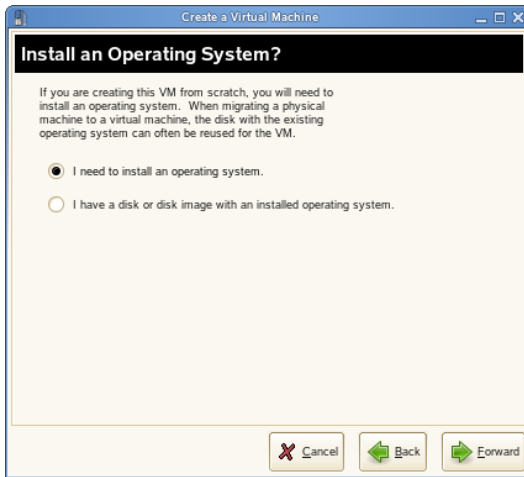 Create a Virtual Machine
Install an Operating System?
If you are creating this VM from scratch, you will need to
install an operating system. When migrating a physical
machine to a virtual machine, the disk with the existing
operating system can often be reused for the VM.
I need to install an operating system.
I have a disk or disk image with an installed operating system.
Cancel
Back
Forward